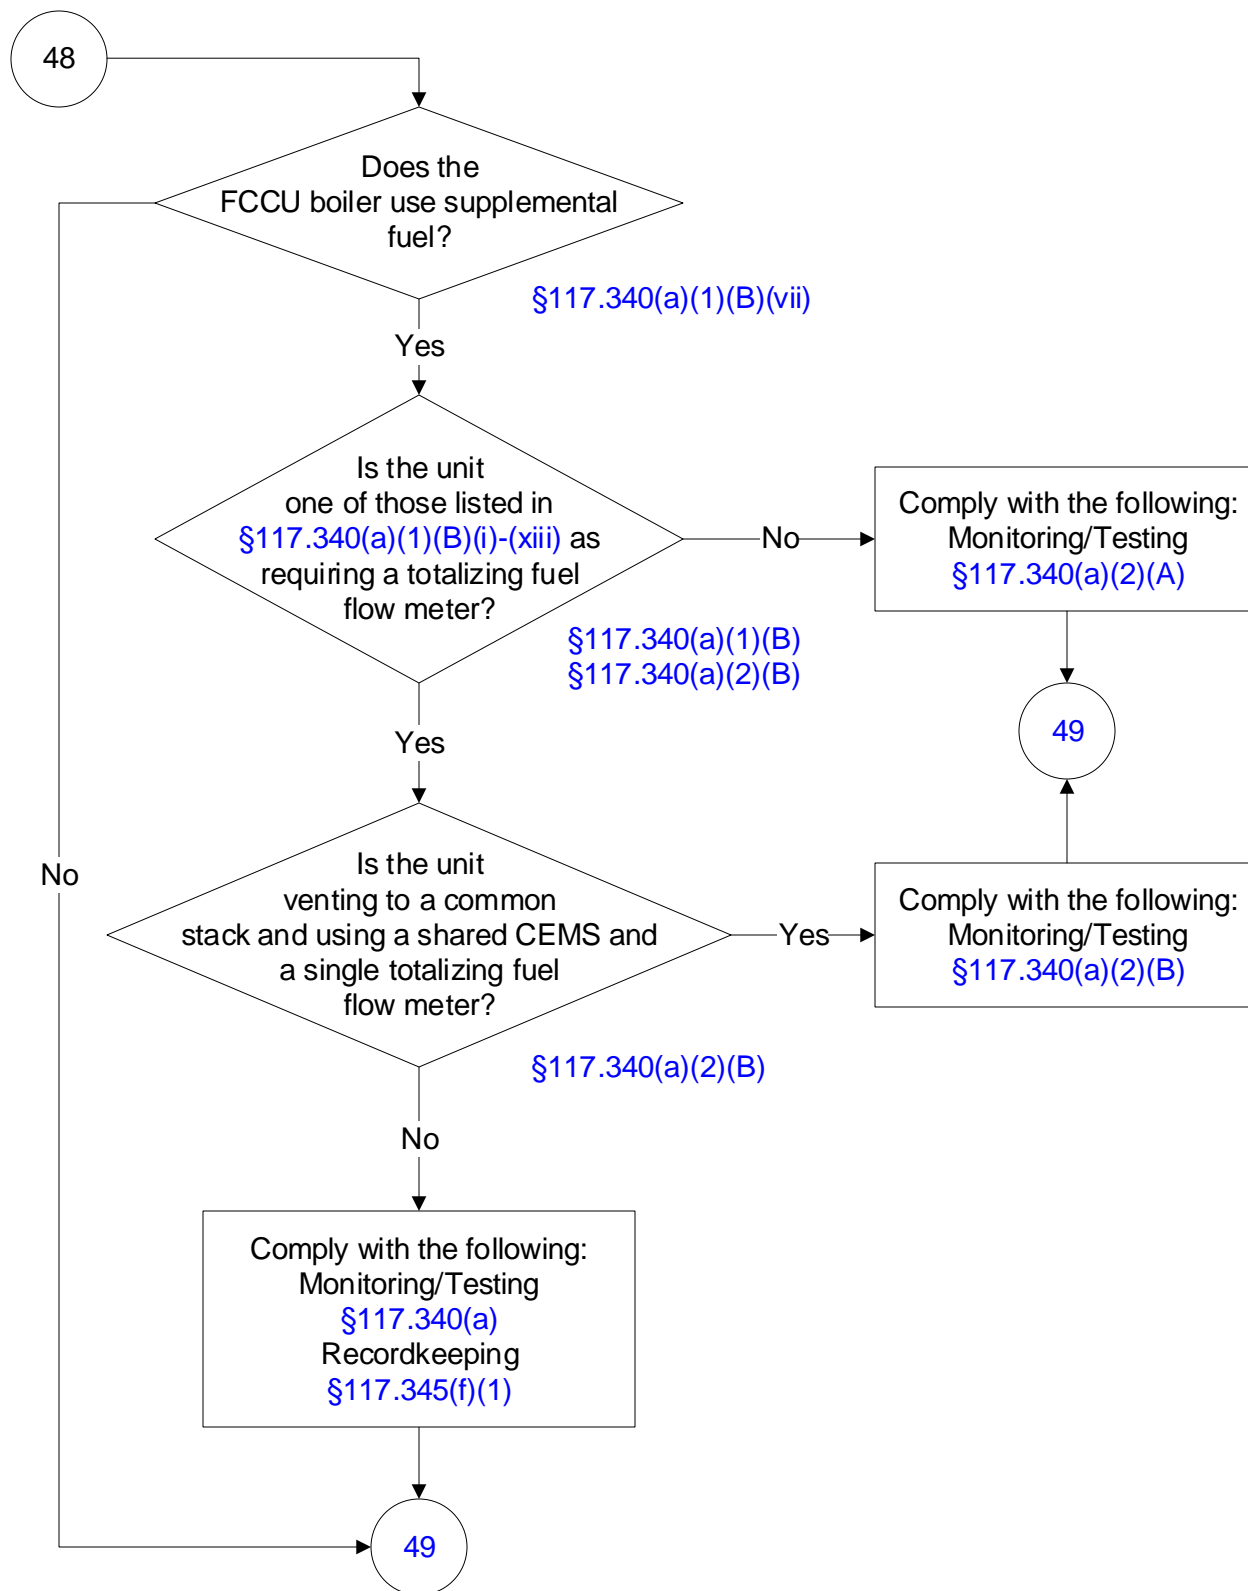 48
Does the
FCCU boiler use supplemental
fuel?
§117.340(a)(1)(B)(vii)
Yes
Is the unit
one of those listed in
§117.340(a)(1)(B)(i)-(xiii) as
requiring a totalizing fuel
flow meter?
No
Comply with the following:
Monitoring/Testing
§117.340(a)(2)(A)
§117.340(a)(1)(B)
§117.340(a)(2)(B)
49
Yes
No
Is the unit
venting to a common
stack and using a shared CEMS and
a single totalizing fuel
flow meter?
Yes
Comply with the following:
Monitoring/Testing
§117.340(a)(2)(B)
§117.340(a)(2)(B)
No
Comply with the following:
Monitoring/Testing
§117.340(a)
Recordkeeping
§117.345(f)(1)
49